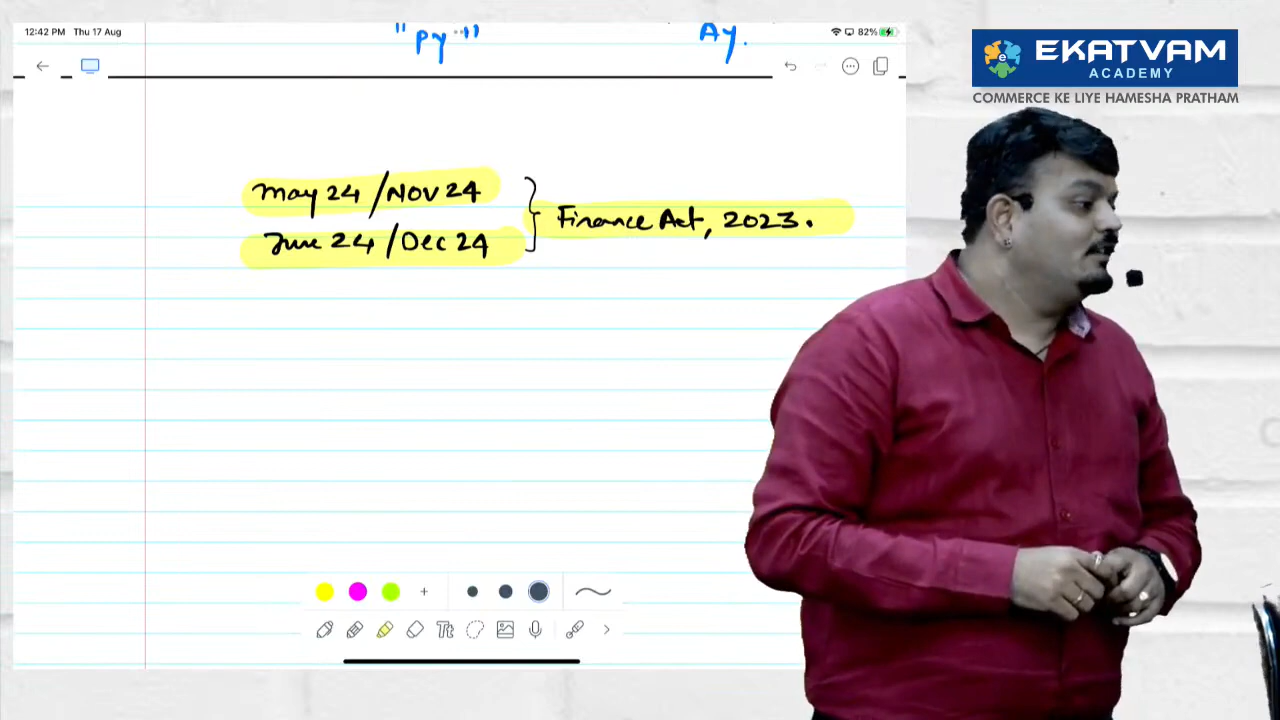 12:42 PM Thu 17 Aug
82%
"PY"
AY.
EKATVAM
ACADEMY
COMMERCE KE LIYE HAMESHA PRATHAM
May 24 / Nov 24
June 24 / Dec 24
Finance Act, 2023.
Tt